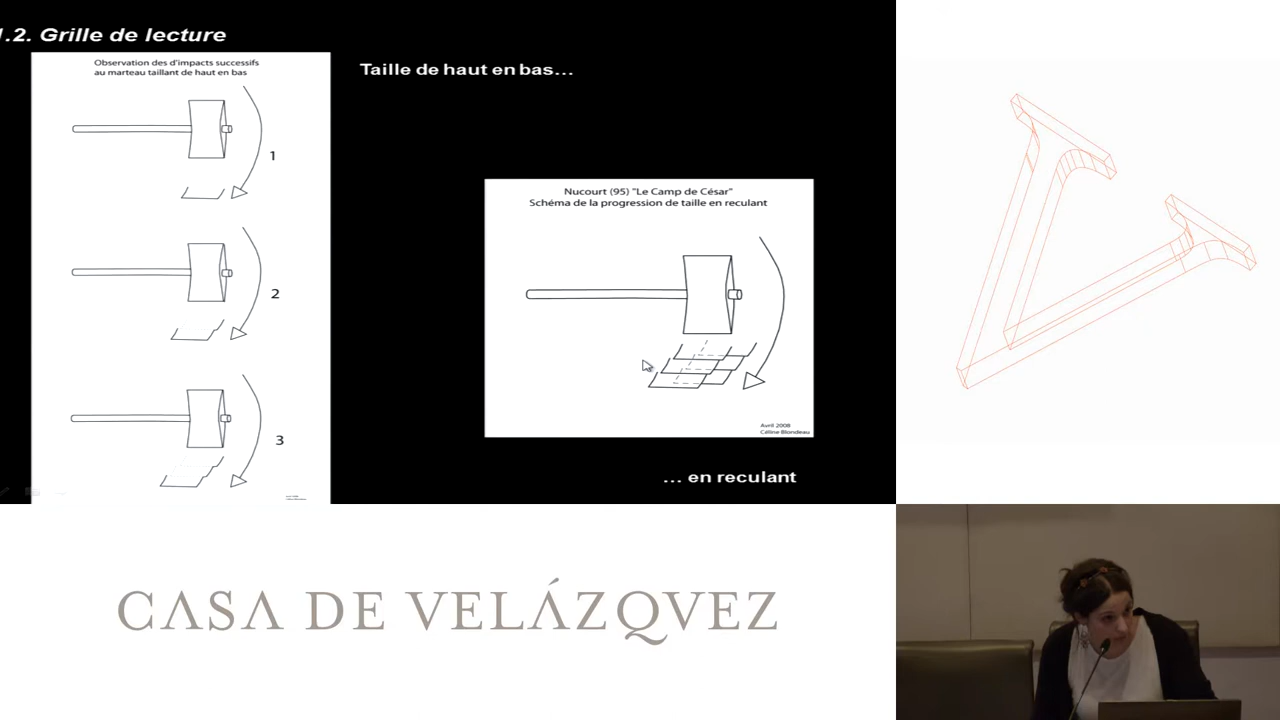 1.2. Grille de lecture
Observation des d'impacts successifs
au marteau taillant de haut en bas
1
2
3
Taille de haut en bas…
Nucourt (95) "Le Camp de César"
Schéma de la progression de taille en reculant
Avril 2008
Céline Blondeau
… en reculant
CASA DE VELÁZQVEZ